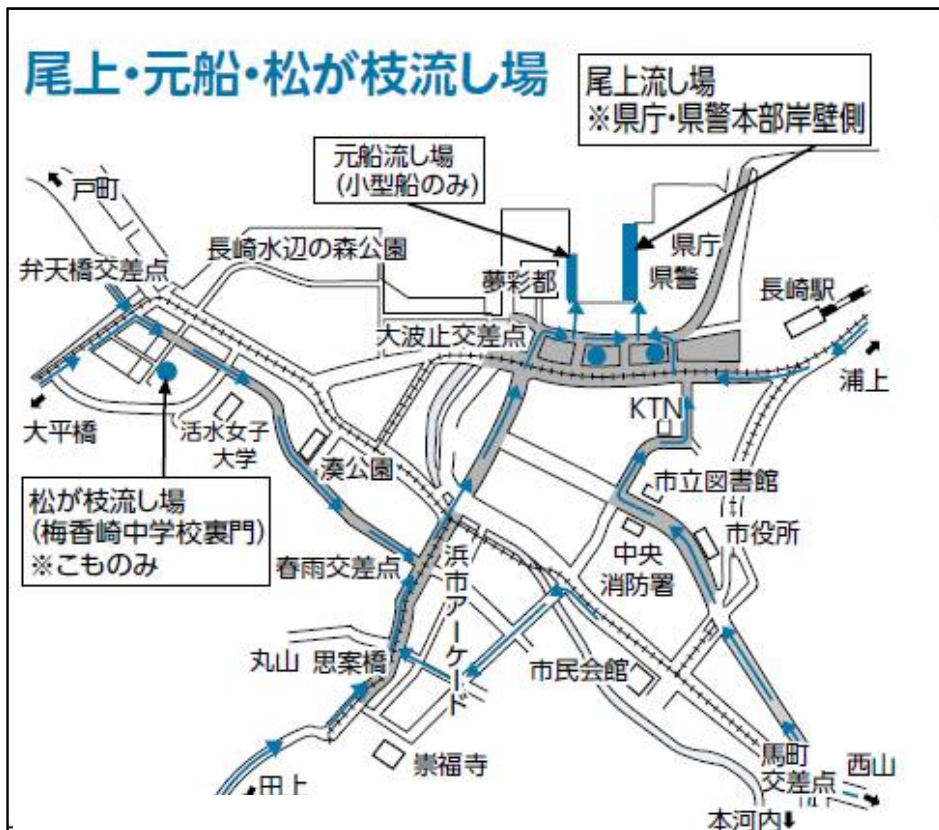 尾上・元船・松が枝流し場
尾上流し場
※県庁・県警本部岸壁側
元船流し場
(小型船のみ)
戸町
長崎水辺の森公園
弁天橋交差点
夢彩都
県庁
県警
長崎駅
大波止交差点
浦上
大平橋
活水女子
大学
KTN
湊公園
市立図書館
松が枝流し場
(梅香崎中学校裏門)
※こものみ
市役所
中央
消防署
春雨交差点
浜市アーケード
丸山
思案橋
市民会館
崇福寺
田上
馬町
交差点
西山
本河内